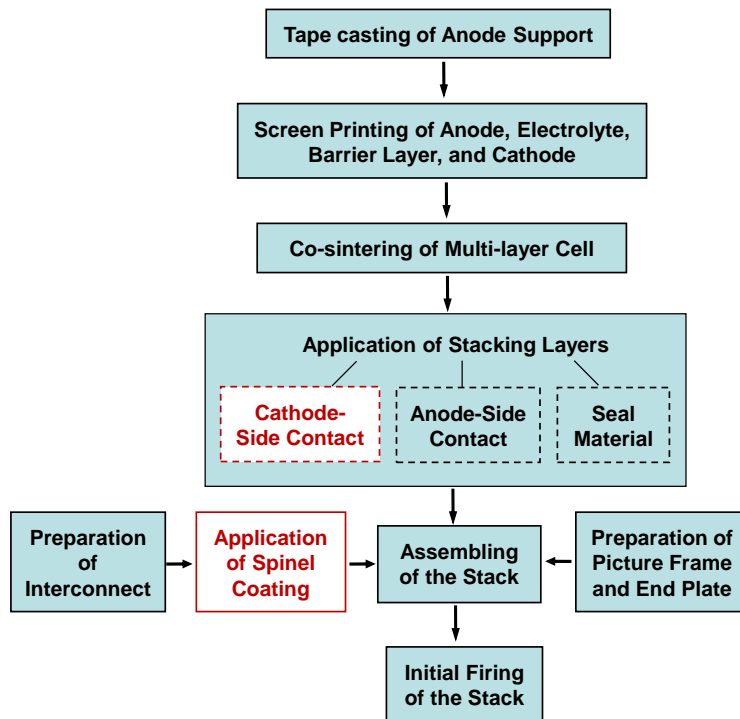 Tape casting of Anode Support
Screen Printing of Anode, Electrolyte,
Barrier Layer, and Cathode
Co-sintering of Multi-layer Cell
Application of Stacking Layers
Cathode-
Side Contact
Anode-Side
Contact
Seal
Material
Preparation
of
Interconnect
Application
of Spinel
Coating
Assembling
of the Stack
Preparation of
Picture Frame
and End Plate
Initial Firing
of the Stack